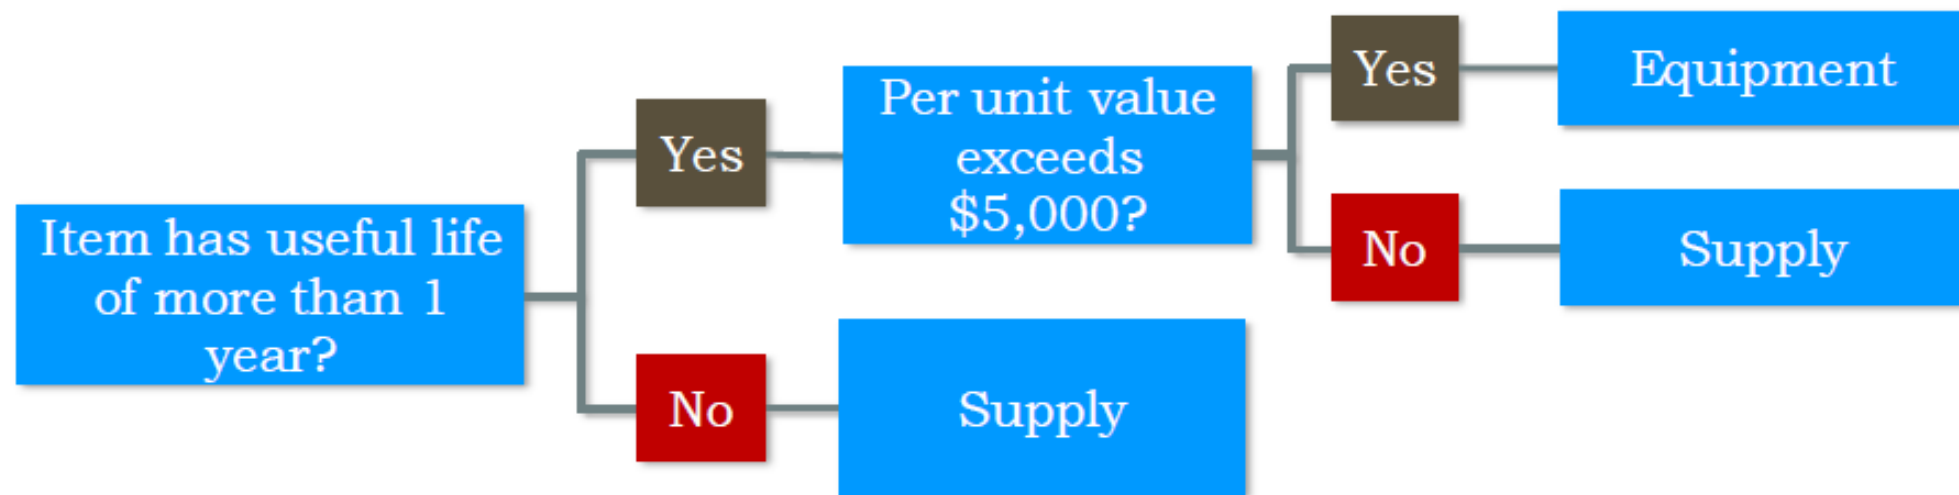 Item has useful life
of more than 1
year?
Yes
Per unit value
exceeds
$5,000?
Yes
Equipment
No
Supply
No
Supply